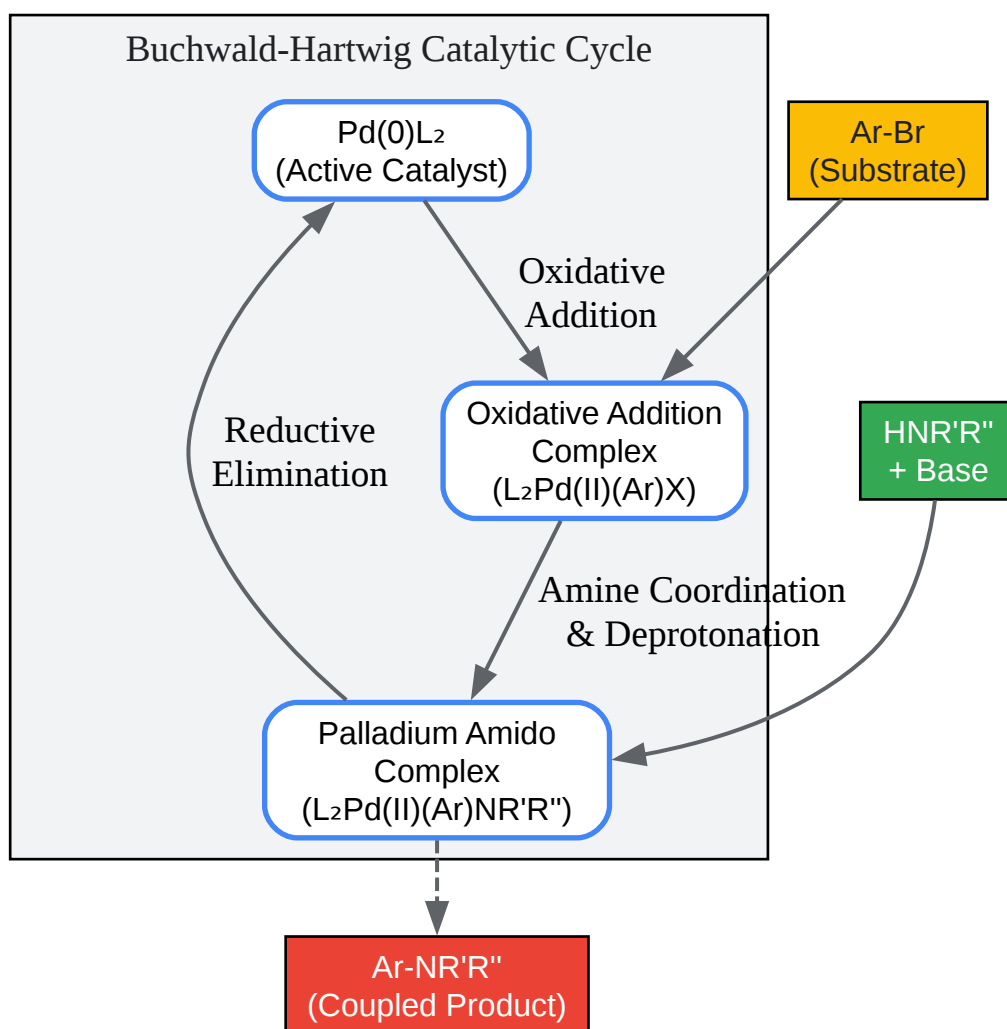 Buchwald-Hartwig Catalytic Cycle
Pd(0)L₂
(Active Catalyst)
Ar-Br
(Substrate)
Oxidative
Addition
Oxidative Addition
Complex
(L₂Pd(II)(Ar)X)
Reductive
Elimination
HNR'R''
+ Base
Amine Coordination
& Deprotonation
Palladium Amido
Complex
(L₂Pd(II)(Ar)NR'R'')
Ar-NR'R''
(Coupled Product)